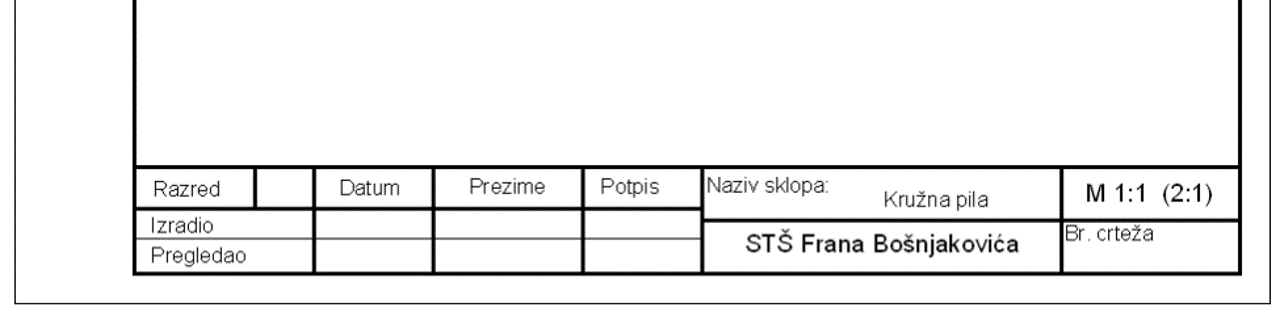 Razred Datum Prezime Potpis Naziv sklopa: Kružna pila M 1:1 (2:1)
Izradio STŠ Frana Bošnjakovića Br. crteža
Pregledao